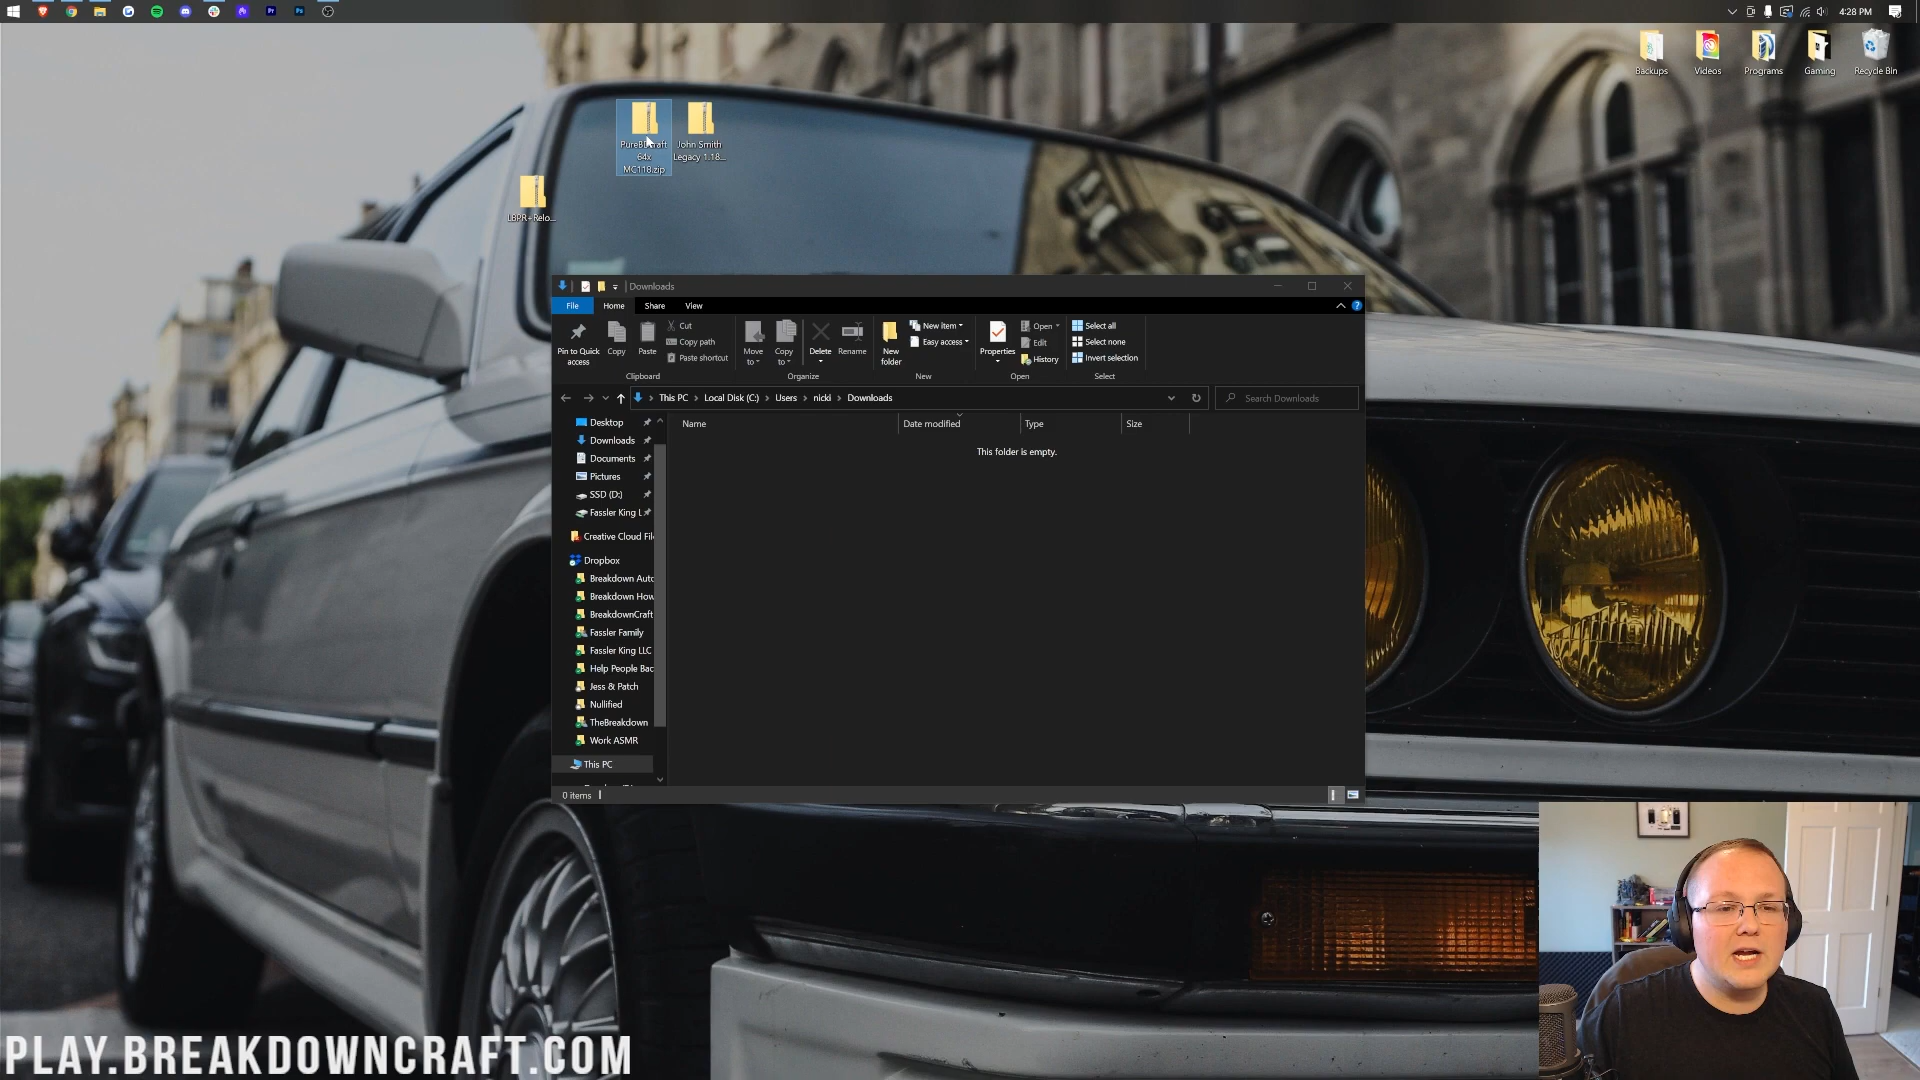 4:28 PM
Backups
Videos
Programs
Gaming
Recycle Bin
PureBDcraft
64x
MC118.zip
John Smith
Legacy 1.18...
LBPR+Relo...
Downloads
File
Home
Share
View
Pin to Quick
access
Copy
Paste
Cut
Copy path
Paste shortcut
Clipboard
Move
to
Copy
to
Delete
Rename
Organize
New
folder
New item
Easy access
New
Properties
Open
Edit
History
Open
Select all
Select none
Invert selection
Select
This PC > Local Disk (C:) > Users > nicki > Downloads
Search Downloads
Name
Date modified
Type
Size
This folder is empty.
Desktop
Downloads
Documents
Pictures
SSD (D:)
Fassler King L
Creative Cloud Fil
Dropbox
Breakdown Auto
Breakdown How
BreakdownCraft
Fassler Family
Fassler King LLC
Help People Bac
Jess & Patch
Nullified
TheBreakdown
Work ASMR
This PC
0 items
PLAY.BREAKDOWNCRAFT.COM